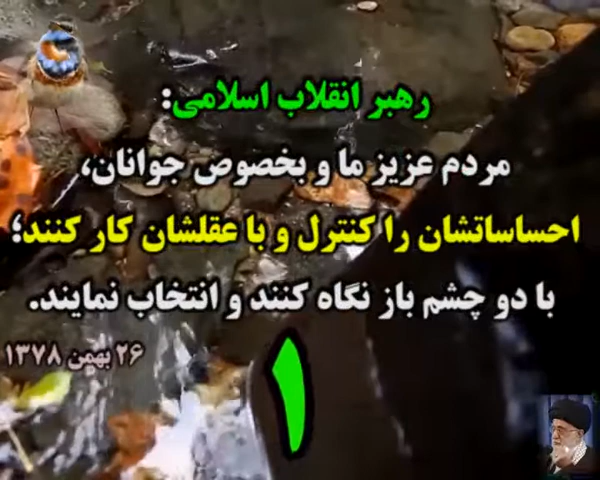 رهبر انقلاب اسلامی:
مردم عزیز ما و بخصوص جوانان،
احساساتشان را کنترل و با عقلشان کار کنند؛
با دو چشم باز نگاه کنند و انتخاب نمایند.
۲۶ بهمن ۱۳۷۸
۱